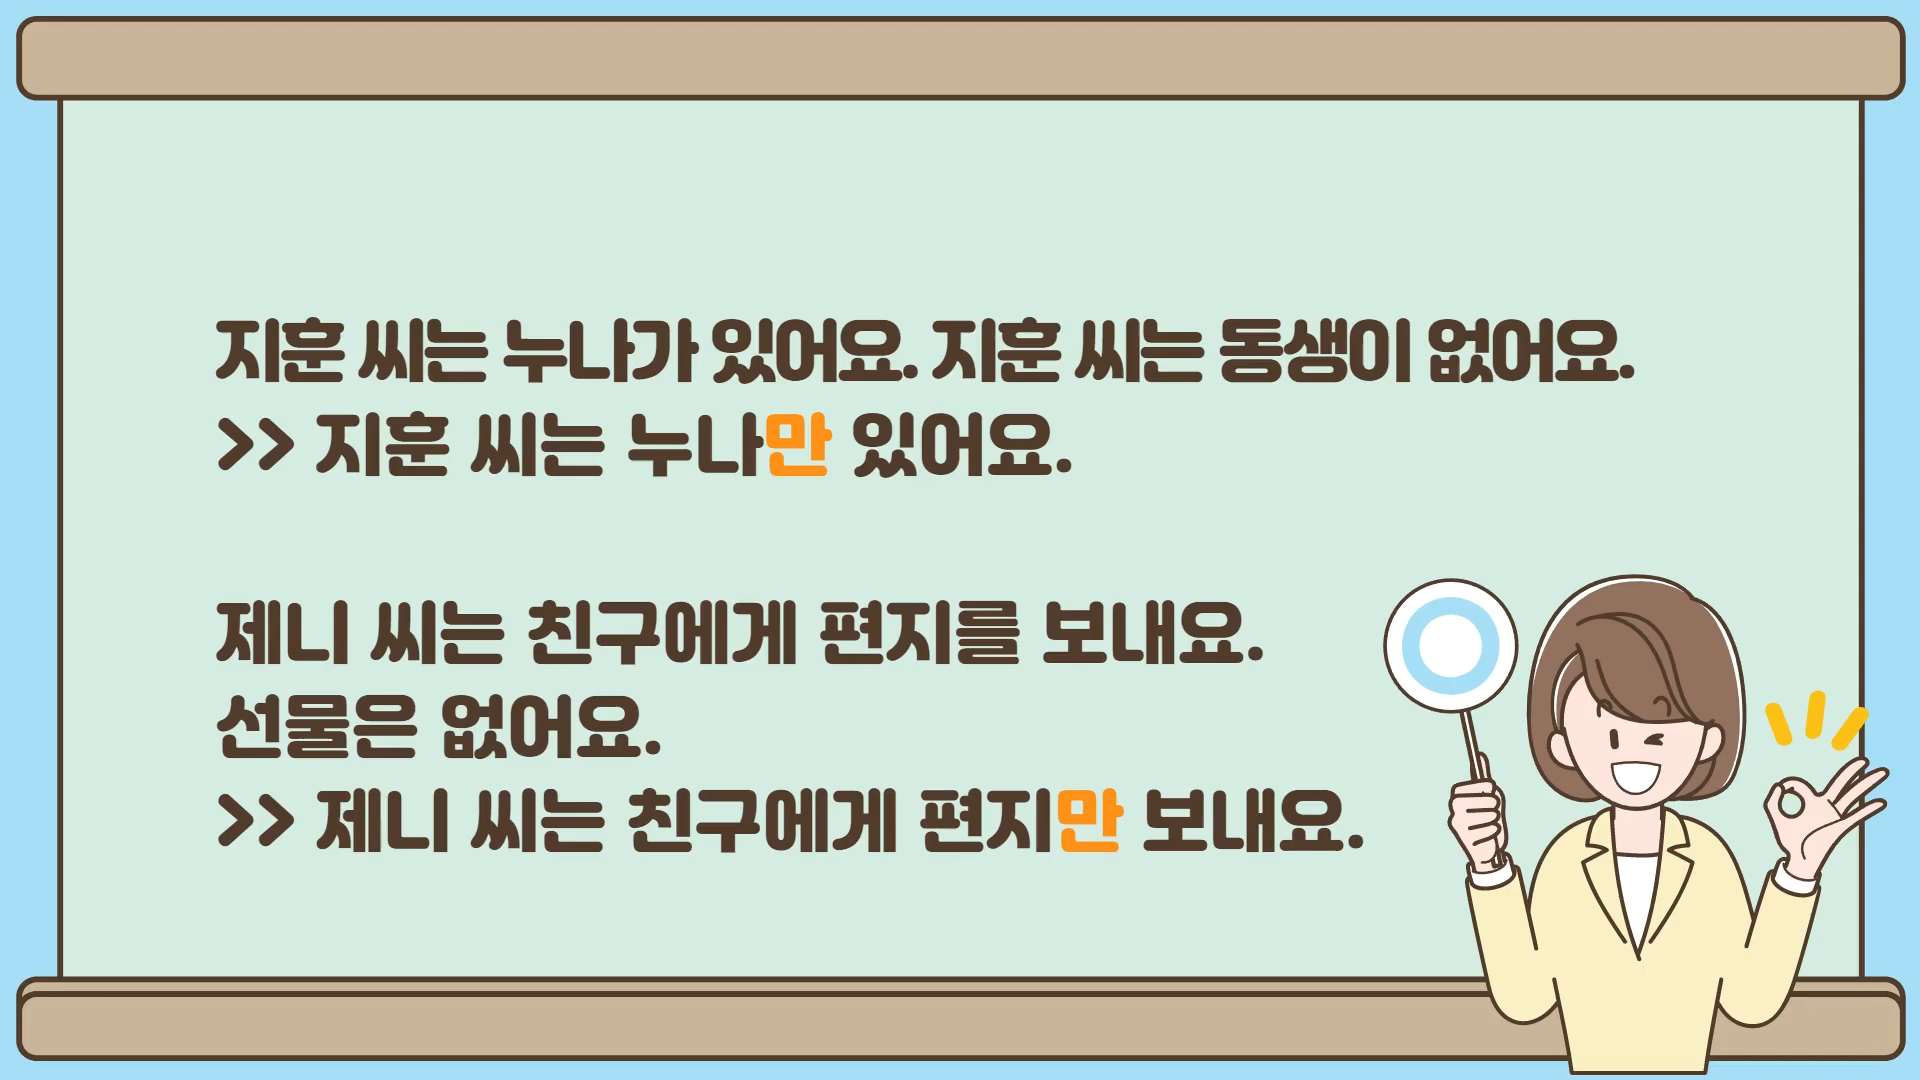 지훈 씨는 누나가 있어요. 지훈 씨는 동생이 없어요.
>> 지훈 씨는 누나만 있어요.
제니 씨는 친구에게 편지를 보내요.
선물은 없어요.
>> 제니 씨는 친구에게 편지만 보내요.